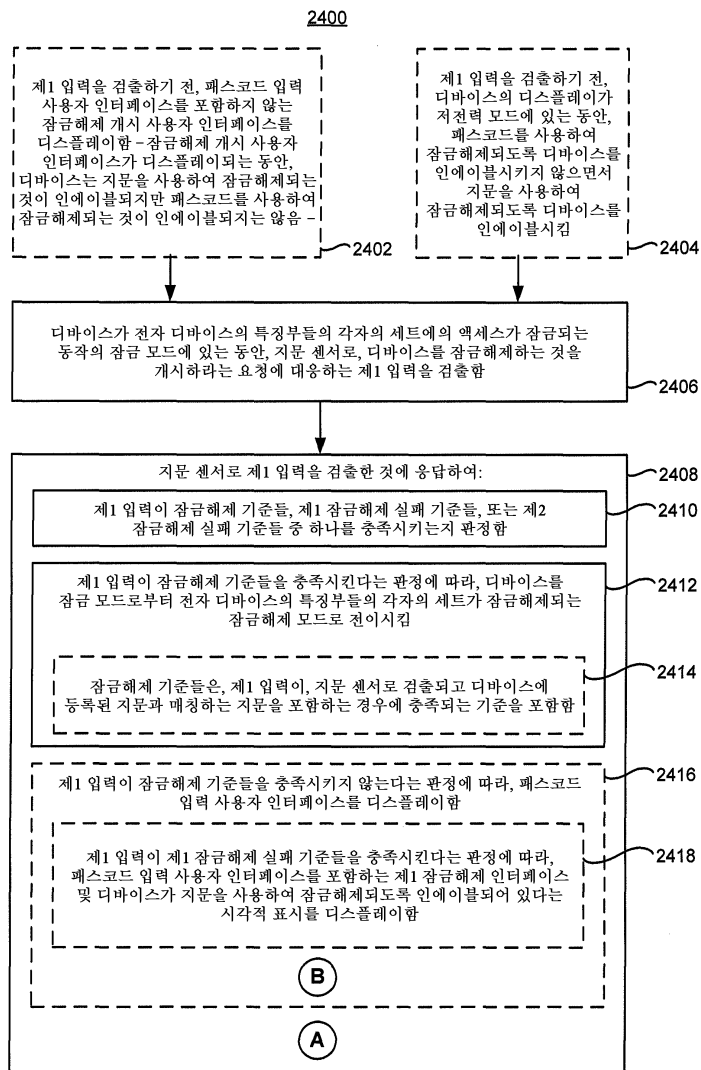 2400
제1 입력을 검출하기 전, 패스코드 입력
사용자 인터페이스를 포함하지 않는
잠금해제 개시 사용자 인터페이스를
디스플레이함 – 잠금해제 개시 사용자
인터페이스가 디스플레이되는 동안,
디바이스는 지문을 사용하여 잠금해제되는
것이 인에이블되지만 패스코드를 사용하여
잠금해제되는 것이 인에이블되지는 않음 –
2402
제1 입력을 검출하기 전,
디바이스의 디스플레이가
저전력 모드에 있는 동안,
패스코드를 사용하여
잠금해제되도록 디바이스를
인에이블시키지 않으면서
지문을 사용하여
잠금해제되도록 디바이스를
인에이블시킴
2404
디바이스가 전자 디바이스의 특징부들의 각자의 세트에의 액세스가 잠금되는
동작의 잠금 모드에 있는 동안, 지문 센서로, 디바이스를 잠금해제하는 것을
개시하라는 요청에 대응하는 제1 입력을 검출함
2406
지문 센서로 제1 입력을 검출한 것에 응답하여:
2408
제1 입력이 잠금해제 기준들, 제1 잠금해제 실패 기준들, 또는 제2
잠금해제 실패 기준들 중 하나를 충족시키는지 판정함
2410
제1 입력이 잠금해제 기준들을 충족시킨다는 판정에 따라, 디바이스를
잠금 모드로부터 전자 디바이스의 특징부들의 각자의 세트가 잠금해제되는
잠금해제 모드로 전이시킴
2412
잠금해제 기준들은, 제1 입력이, 지문 센서로 검출되고 디바이스에
등록된 지문과 매칭하는 지문을 포함하는 경우에 충족되는 기준을 포함함
2414
제1 입력이 잠금해제 기준들을 충족시키지 않는다는 판정에 따라, 패스코드
입력 사용자 인터페이스를 디스플레이함
2416
제1 입력이 제1 잠금해제 실패 기준들을 충족시킨다는 판정에 따라,
패스코드 입력 사용자 인터페이스를 포함하는 제1 잠금해제 인터페이스
및 디바이스가 지문을 사용하여 잠금해제되도록 인에이블되어 있다는
시각적 표시를 디스플레이함
2418
B
A